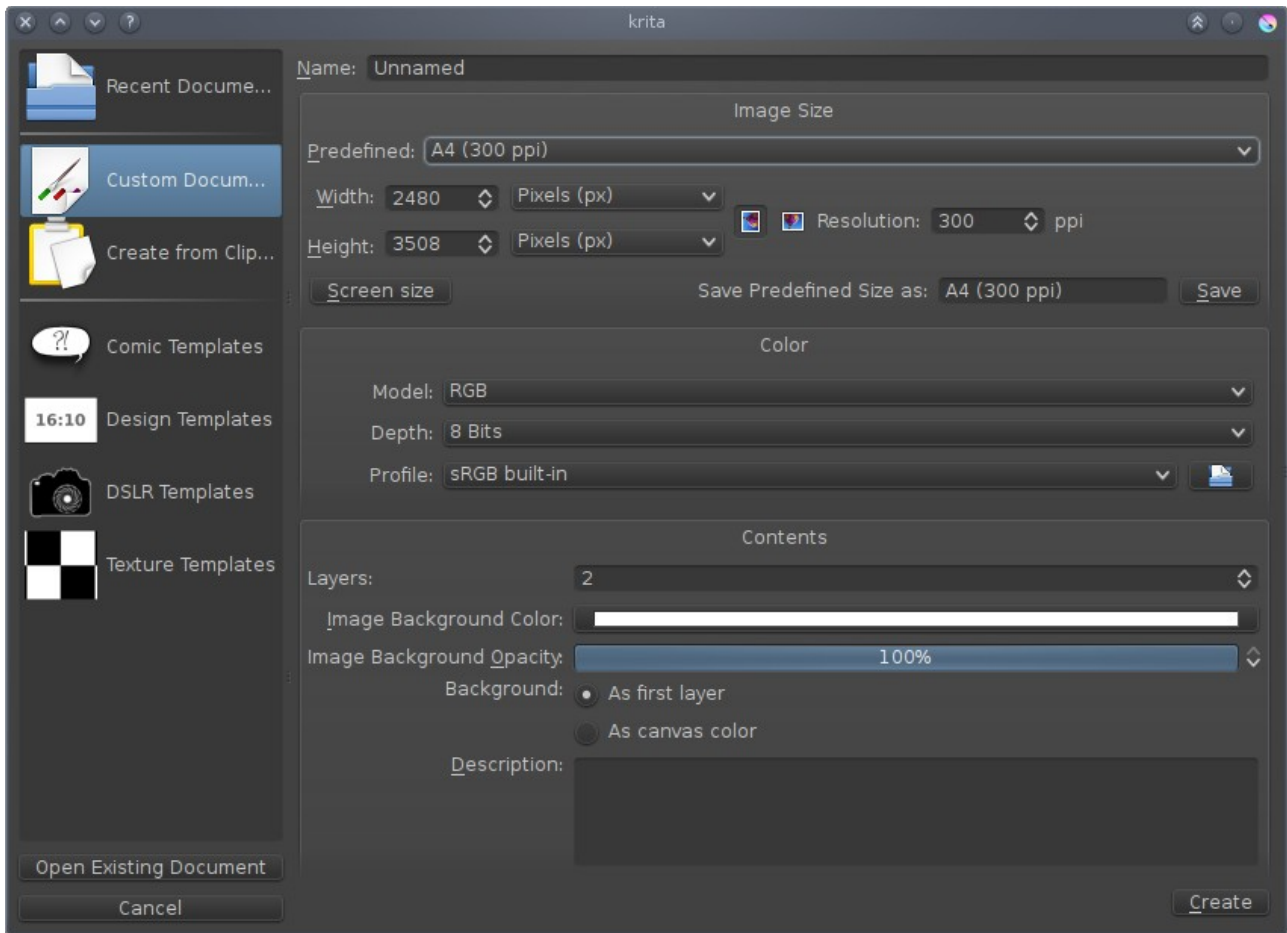 krita
Recent Docume...
Custom Docum...
Create from Clip...
?!
Comic Templates
16:10
Design Templates
DSLR Templates
Texture Templates
Open Existing Document
Cancel
Name: Unnamed
Image Size
Predefined: A4 (300 ppi)
Width: 2480 Pixels (px)
Height: 3508 Pixels (px)
Resolution: 300 ppi
Screen size
Save Predefined Size as: A4 (300 ppi) Save
Color
Model: RGB
Depth: 8 Bits
Profile: sRGB built-in
Contents
Layers: 2
Image Background Color:
Image Background Opacity: 100%
Background: As first layer
As canvas color
Description:
Create